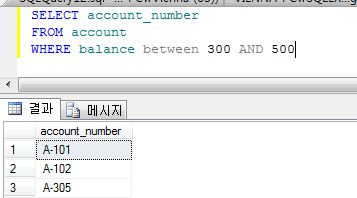 SELECT account_number
FROM account
WHERE balance between 300 AND 500
결과 메시지
account_number
1 A-101
2 A-102
3 A-305